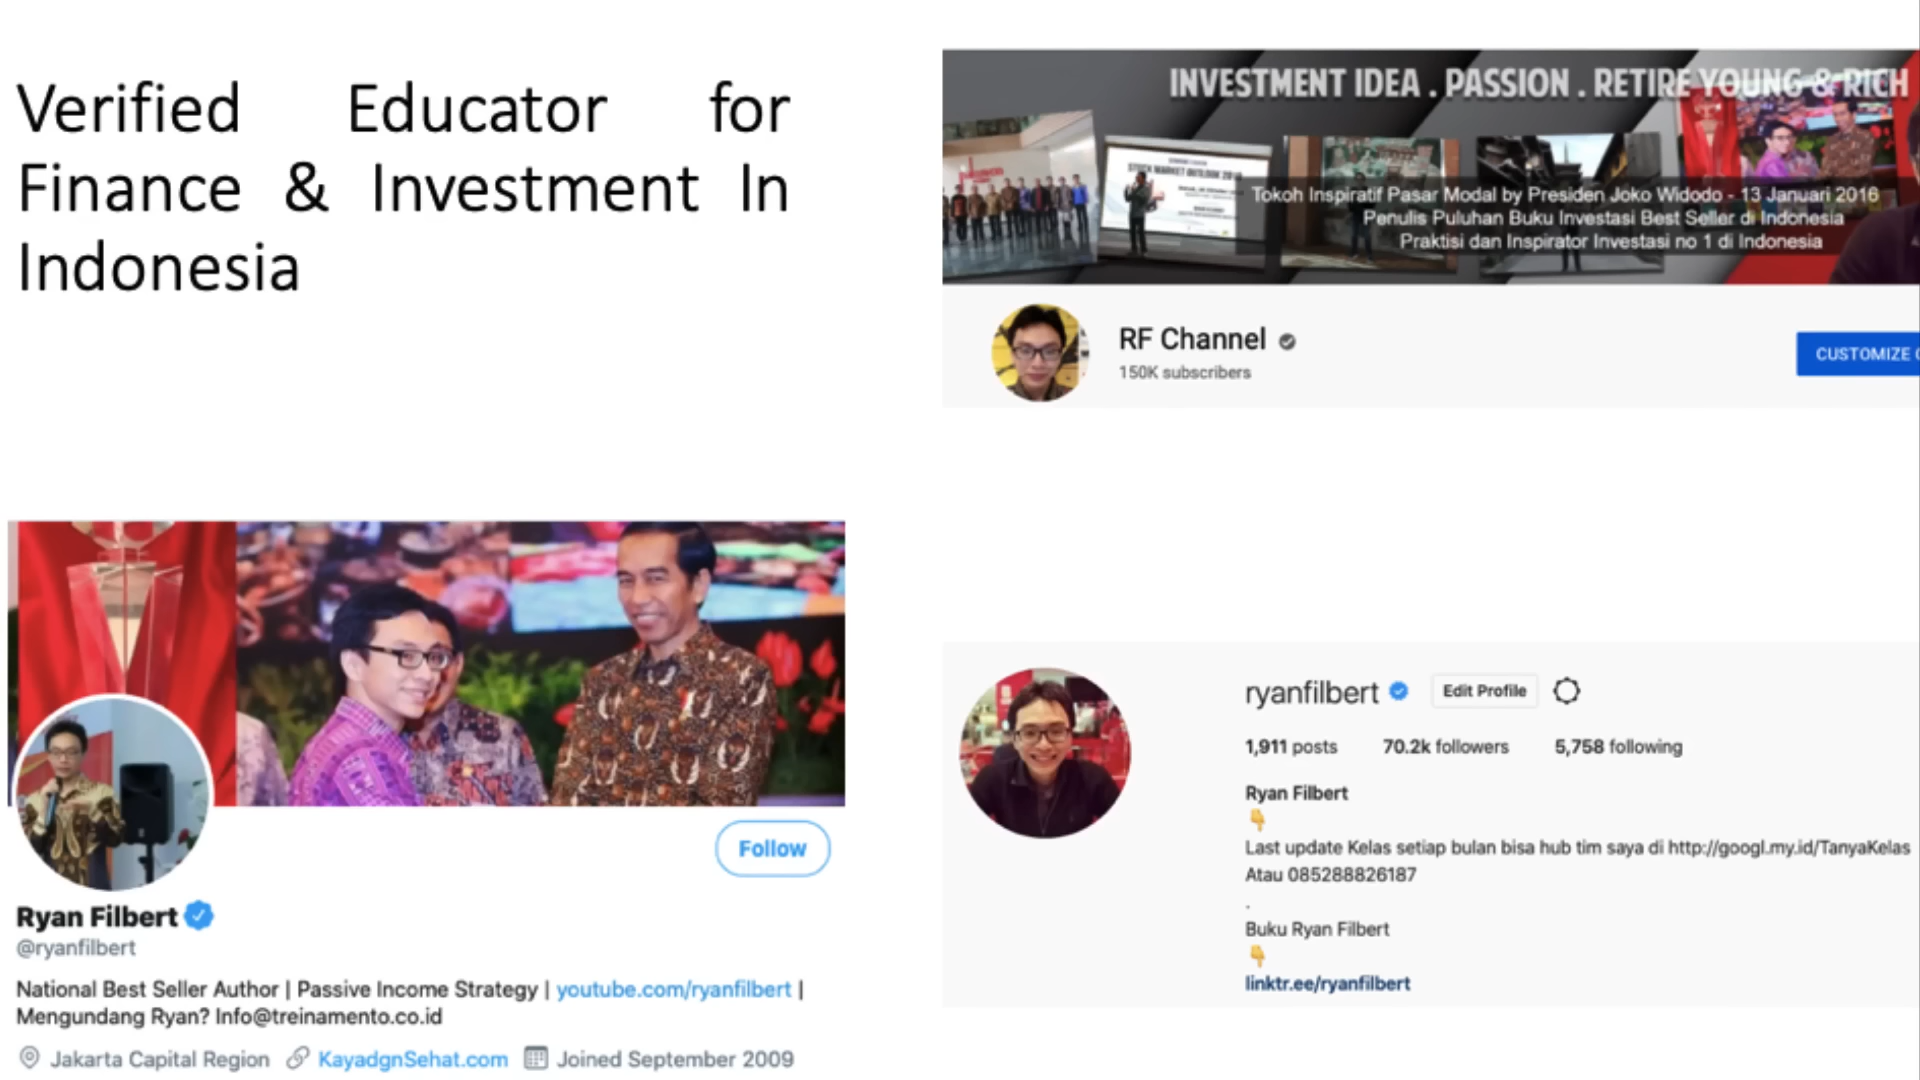 Verified Educator for
Finance & Investment In
Indonesia
INVESTMENT IDEA . PASSION . RETIRE YOUNG & RICH
STOCK MARKET OUTLOOK
Tokoh Inspiratif Pasar Modal by Presiden Joko Widodo - 13 Januari 2016
Penulis Puluhan Buku Investasi Best Seller di Indonesia
Praktisi dan Inspirator Investasi no 1 di Indonesia
RF Channel
150K subscribers
CUSTOMIZE
Follow
Ryan Filbert
@ryanfilbert
National Best Seller Author | Passive Income Strategy | youtube.com/ryanfilbert |
Mengundang Ryan? Info@treinamento.co.id
Jakarta Capital Region KayadgnSehat.com Joined September 2009
ryanfilbert Edit Profile
1,911 posts 70.2k followers 5,758 following
Ryan Filbert
Last update Kelas setiap bulan bisa hub tim saya di http://googl.my.id/TanyaKelas
Atau 085288826187
.
Buku Ryan Filbert
linktr.ee/ryanfilbert